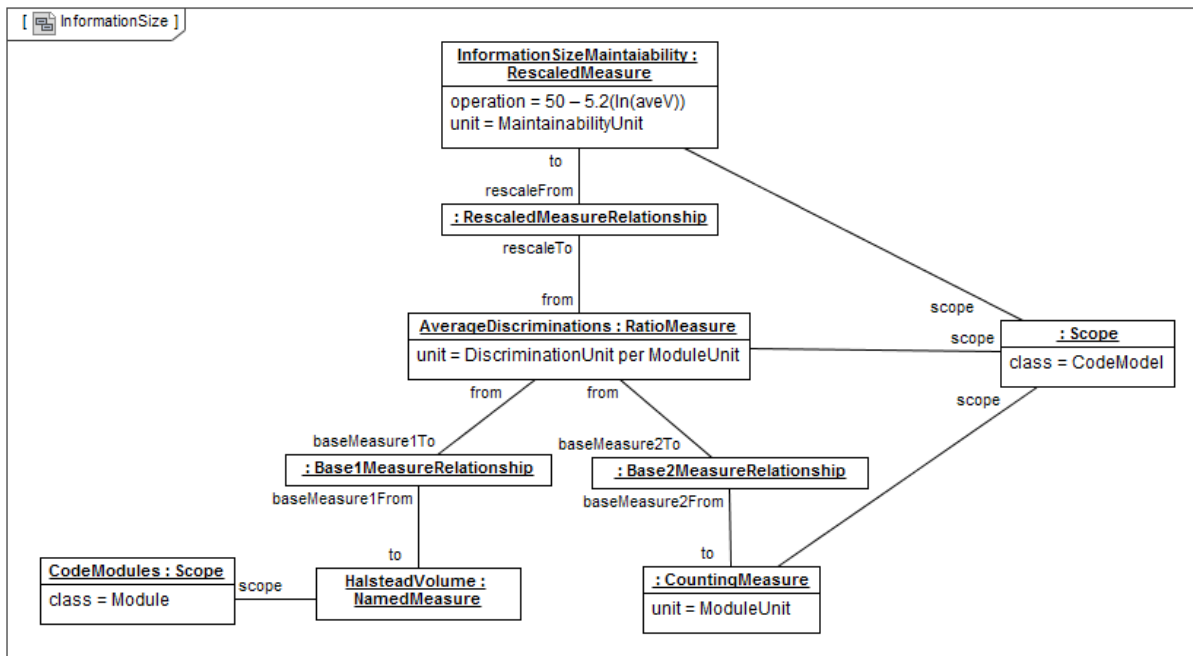 [ InformationSize ]
InformationSizeMaintaiability :
RescaledMeasure
operation = 50 – 5.2(ln(aveV))
unit = MaintainabilityUnit
to
rescaleFrom
: RescaledMeasureRelationship
rescaleTo
from
scope
AverageDiscriminations : RatioMeasure
unit = DiscriminationUnit per ModuleUnit
scope
: Scope
class = CodeModel
from
from
scope
baseMeasure1To
baseMeasure2To
: Base1MeasureRelationship
: Base2MeasureRelationship
baseMeasure1From
baseMeasure2From
to
to
CodeModules : Scope
class = Module
scope
HalsteadVolume :
NamedMeasure
: CountingMeasure
unit = ModuleUnit